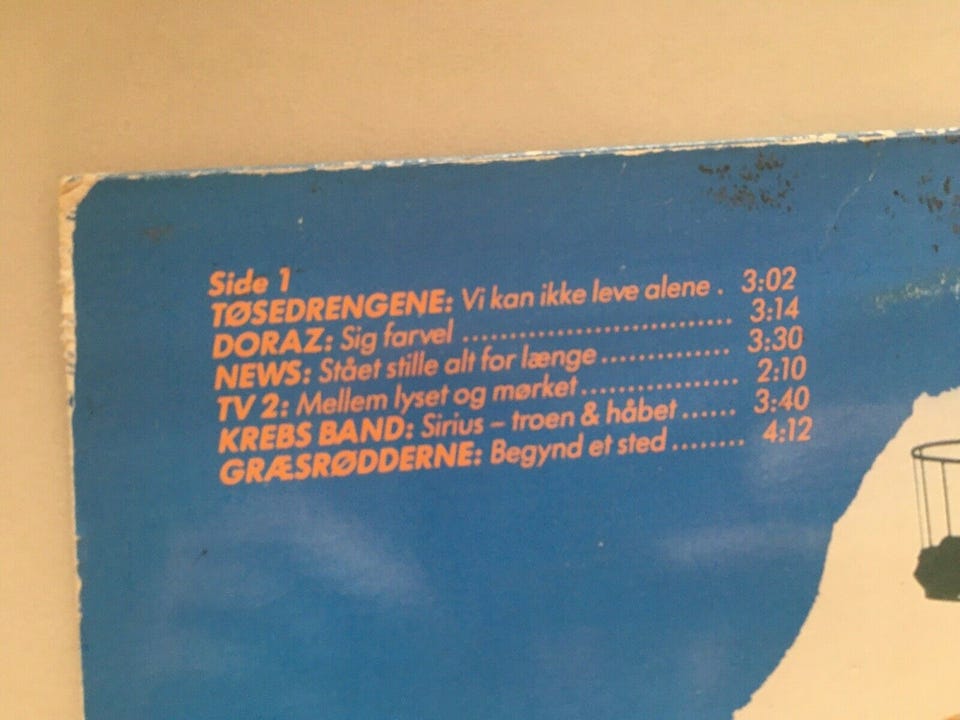 Side 1
TØSEDRENGENE: Vi kan ikke leve alene . 3:02
DORAZ: Sig farvel .............................. 3:14
NEWS: Stået stille alt for længe .............. 3:30
TV 2: Mellem lyset og mørket ................. 2:10
KREBS BAND: Sirius – troen & håbet ...... 3:40
GRÆSRØDDERNE: Begynd et sted ........ 4:12